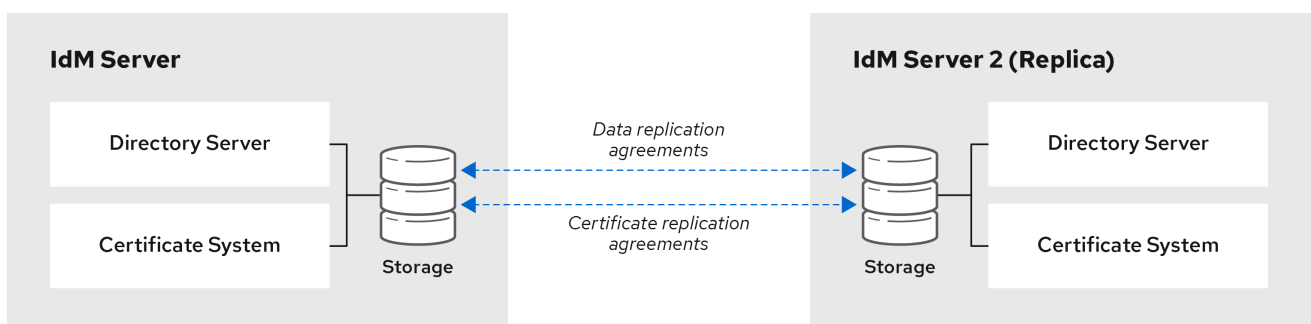 IdM Server
Directory Server
Certificate System
Storage
Data replication
agreements
Certificate replication
agreements
IdM Server 2 (Replica)
Storage
Directory Server
Certificate System